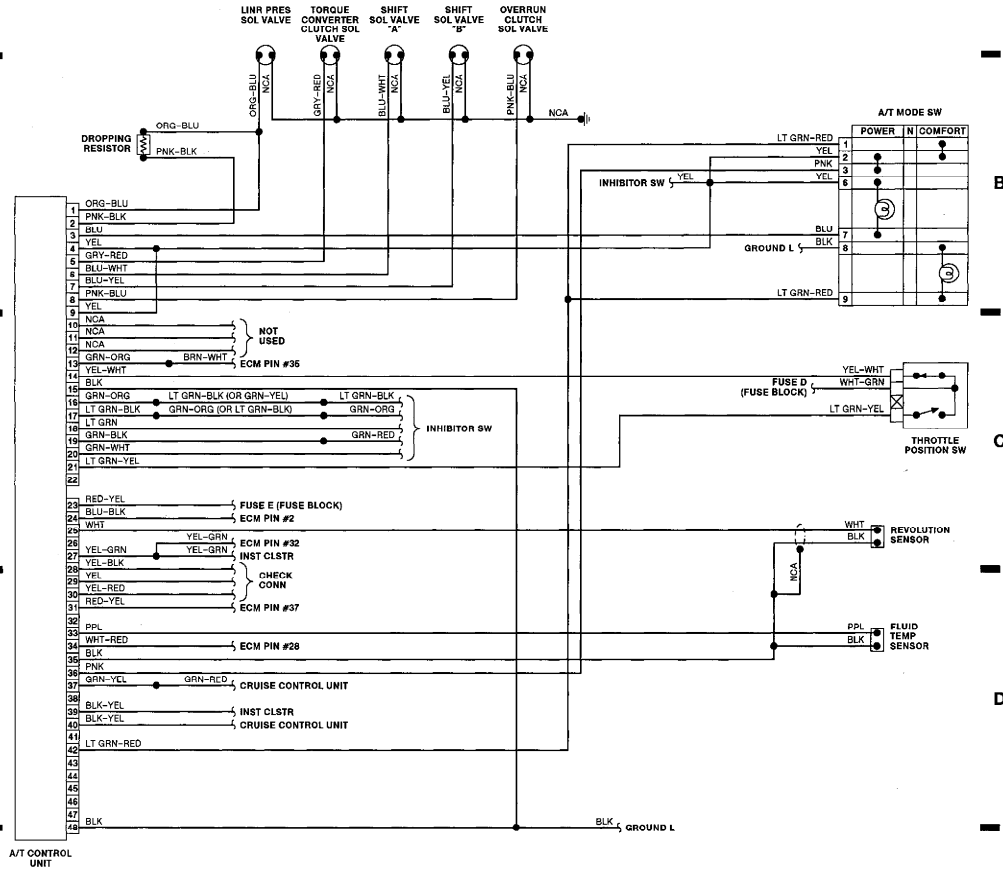 LINR PRES
SOL VALVE
TORQUE
CONVERTER
CLUTCH SOL
VALVE
SHIFT
SOL VALVE
"A"
SHIFT
SOL VALVE
"B"
OVERRUN
CLUTCH
SOL VALVE
ORG-BLU
NCA
GRY-RED
NCA
BLU-WHT
NCA
BLU-YEL
NCA
PNK-BLU
NCA
NCA
DROPPING
RESISTOR
ORG-BLU
PNK-BLK
A/T MODE SW
POWER N COMFORT
LT GRN-RED 1
YEL 2
PNK 3
INHIBITOR SW YEL YEL 6
BLU 7
GROUND L BLK 8
LT GRN-RED 9
B
1 ORG-BLU
2 PNK-BLK
3 BLU
4 YEL
5 GRY-RED
6 BLU-WHT
7 BLU-YEL
8 PNK-BLU
9 YEL
10 NCA
11 NCA
12 NCA
NOT
USED
13 GRN-ORG BRN-WHT ECM PIN #35
14 YEL-WHT
15 BLK
16 GRN-ORG LT GRN-BLK (OR GRN-YEL) LT GRN-BLK
17 LT GRN-BLK GRN-ORG (OR LT GRN-BLK) GRN-ORG
18 LT GRN
19 GRN-BLK GRN-RED
20 GRN-WHT
INHIBITOR SW
21 LT GRN-YEL
22
YEL-WHT
FUSE D
(FUSE BLOCK)
WHT-GRN
LT GRN-YEL
THROTTLE
POSITION SW
C
23 RED-YEL FUSE E (FUSE BLOCK)
24 BLU-BLK ECM PIN #2
25 WHT
26 YEL-GRN ECM PIN #32
27 YEL-GRN YEL-GRN INST CLSTR
28 YEL-BLK
29 YEL
30 YEL-RED
CHECK
CONN
31 RED-YEL ECM PIN #37
32
33 PPL
34 WHT-RED ECM PIN #28
35 BLK
36 PNK
37 GRN-YEL GRN-RED CRUISE CONTROL UNIT
38
39 BLK-YEL INST CLSTR
40 BLK-YEL CRUISE CONTROL UNIT
41
42 LT GRN-RED
43
44
45
46
47
48 BLK
BLK GROUND L
WHT
BLK
REVOLUTION
SENSOR
NCA
PPL
BLK
FLUID
TEMP
SENSOR
D
A/T CONTROL
UNIT